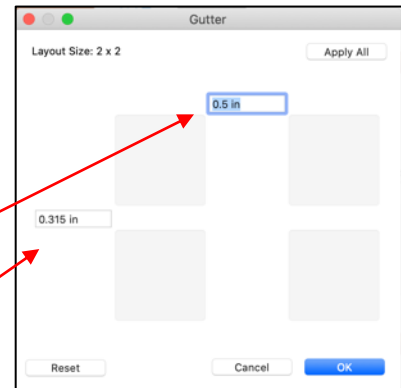 Gutter
Layout Size: 2 x 2
Apply All
0.5 in
0.315 in
Reset
Cancel
OK